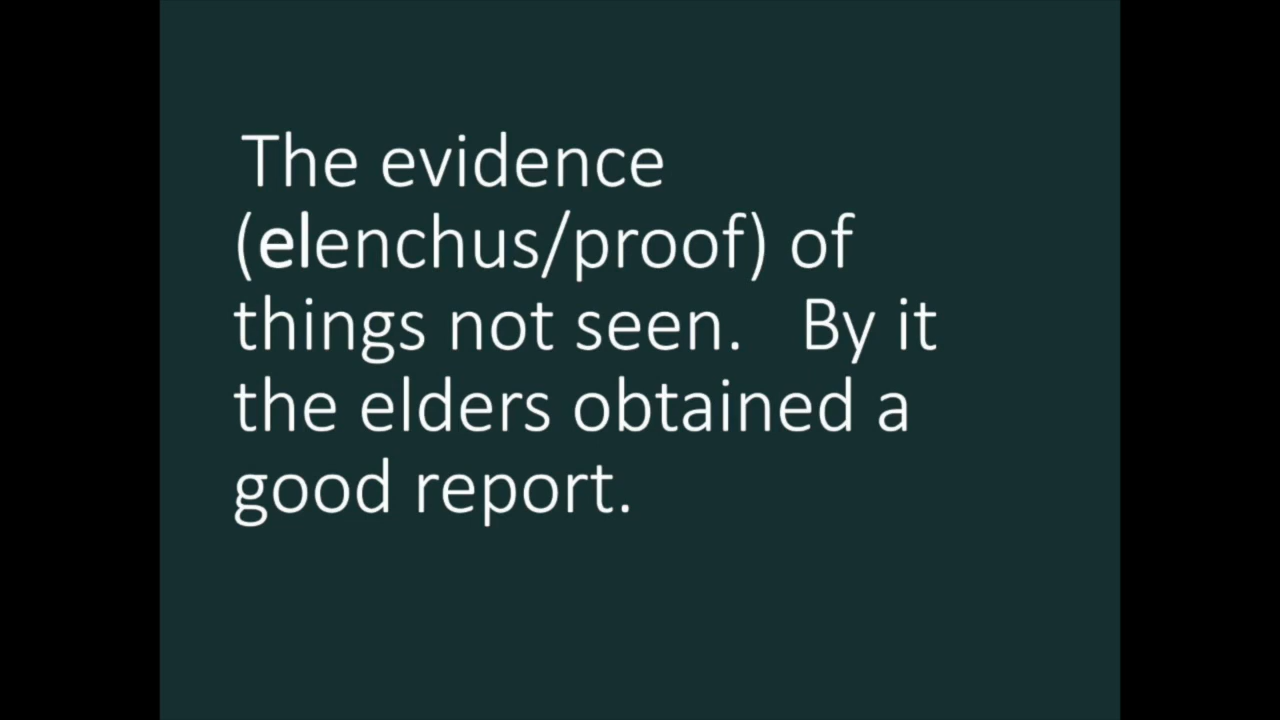 The evidence
(elenchus/proof) of
things not seen.   By it
the elders obtained a
good report.